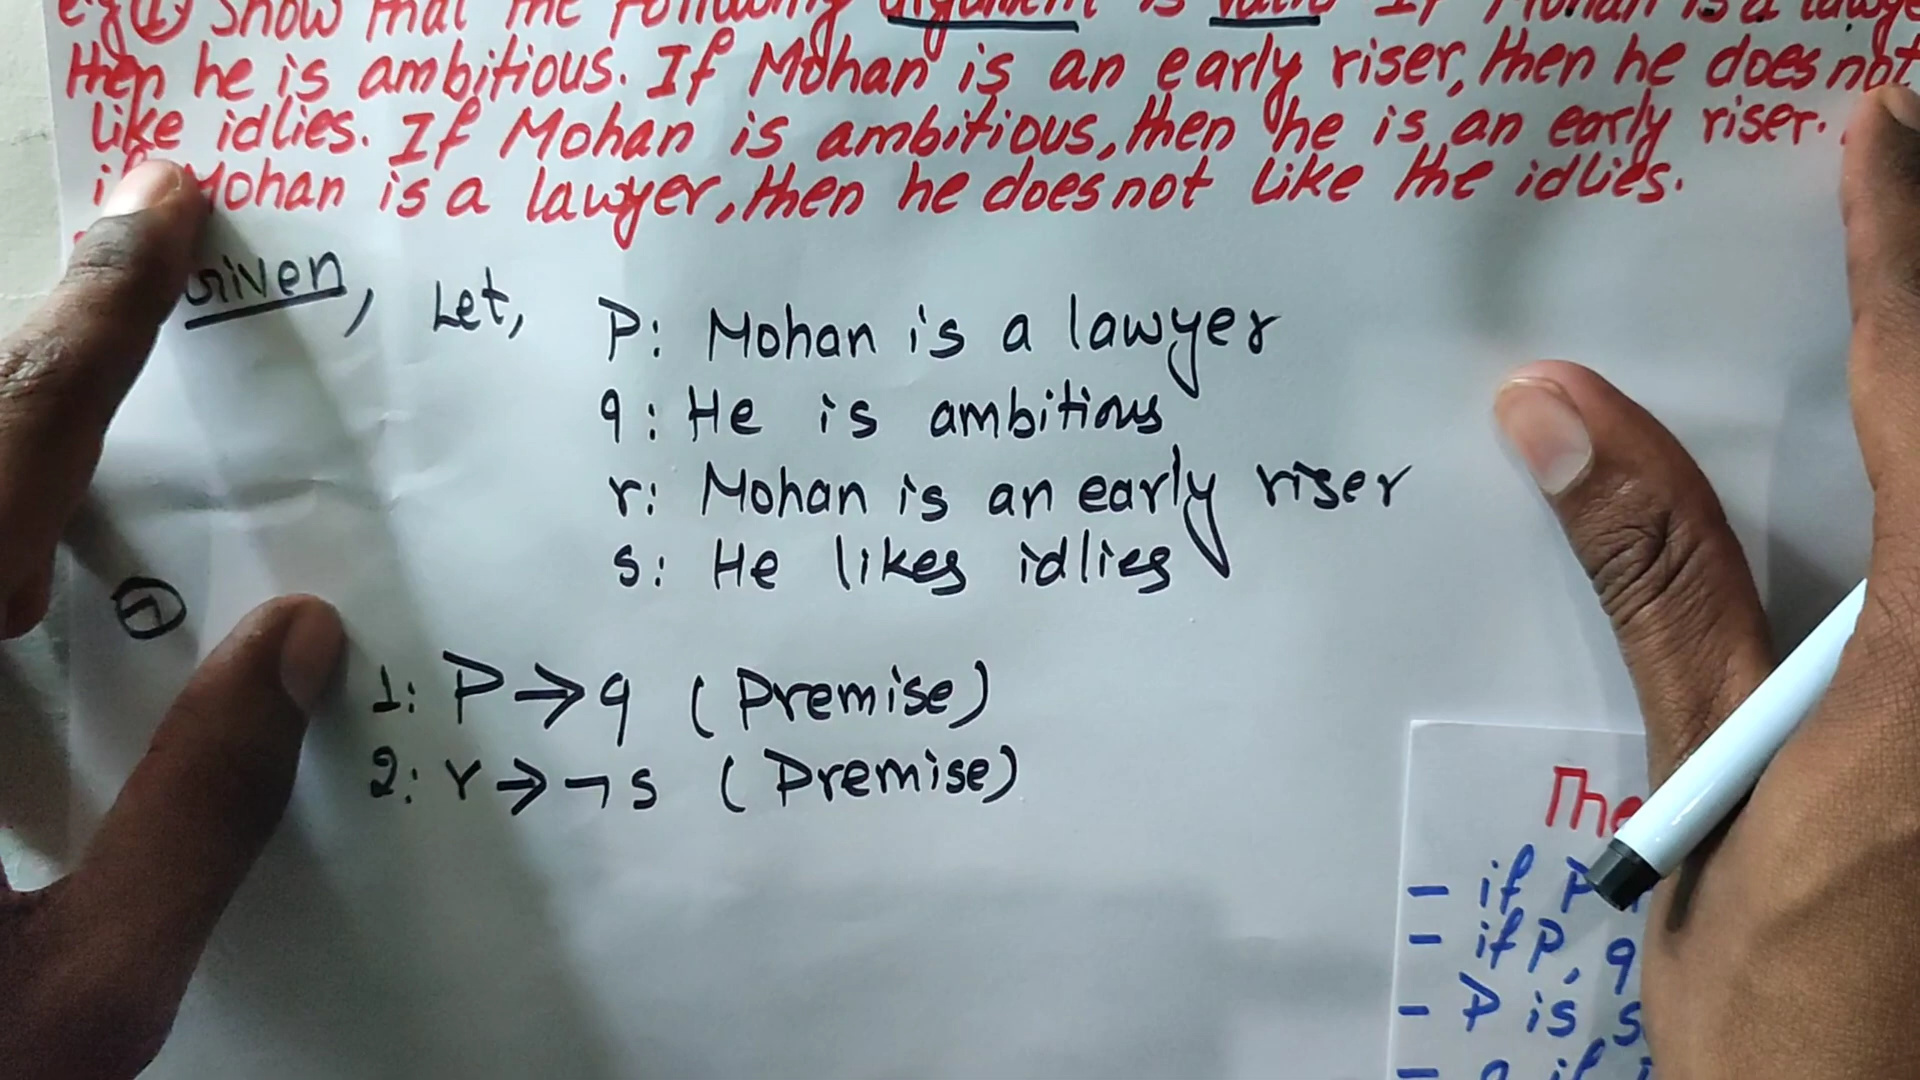 e.g.① Show that the following argument is valid If Mohan is a
then he is ambitious. If Mohan is an early riser, then he does not
like idlies. If Mohan is ambitious, then he is an early riser.
Mohan is a lawyer, then he does not like the idlies.
Given, Let, P: Mohan is a lawyer
q: He is ambitious
r: Mohan is an early riser
s: He likes idlies
1: P→q (Premise)
2: r→¬s (Premise)
The
- if P
- if P, q
- P is
- q if